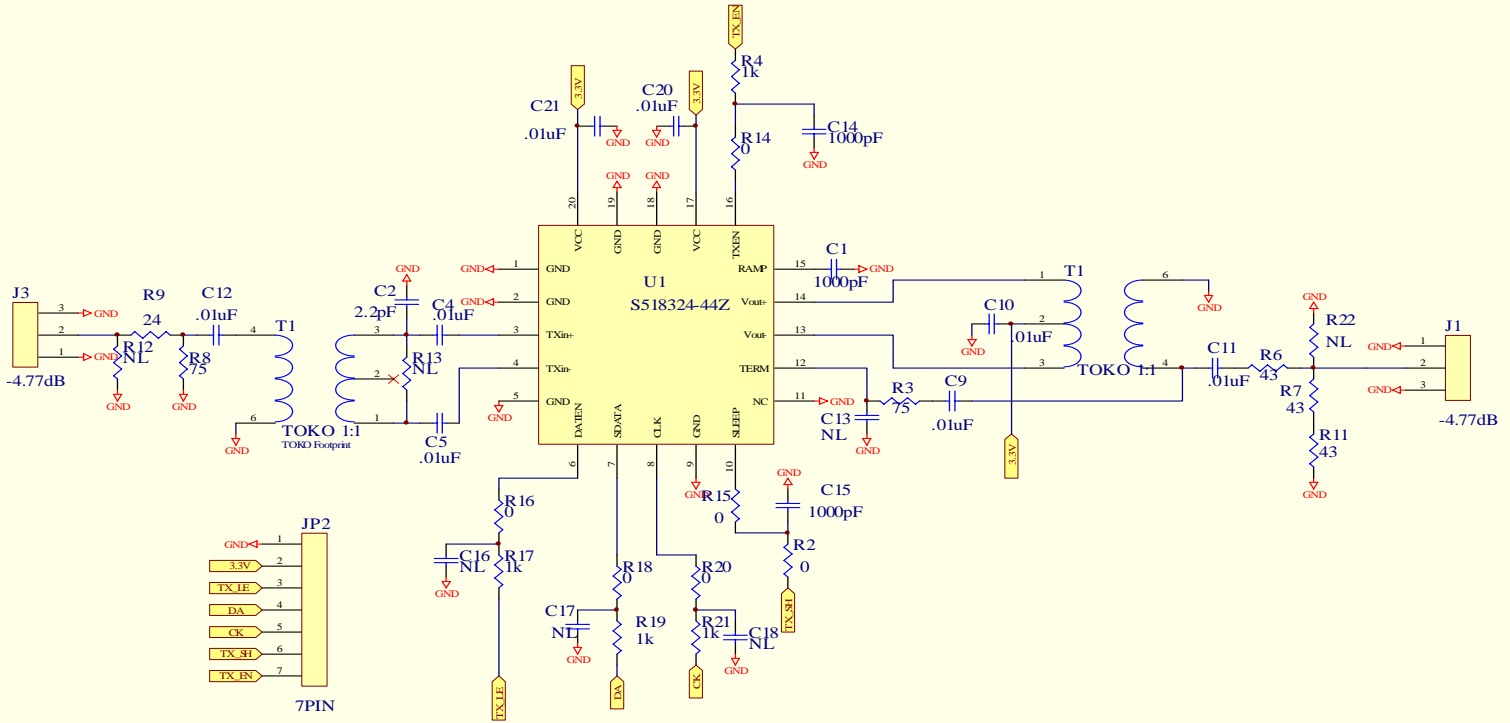 TX_EN
R4
1k
3.3V
C21
.01uF
GND
C20
.01uF
3.3V
GND
R14
0
C14
1000pF
GND
GND
GND
20
19
18
17
16
VCC
GND
GND
VCC
TXEN
U1
S518324-44Z
1
GND
2
GND
3
TXin+
4
TXin-
5
GND
RAMP
15
Vout+
14
Vout-
13
TERM
12
NC
11
DATEN
SDATA
CLK
GND
SLEEP
6
7
8
9
10
GND
GND
GND
J3
3
2
1
GND
GND
-4.77dB
R12
NL
GND
R9
24
R8
75
GND
C12
.01uF
T1
4
6
3
2
1
GND
TOKO 1:1
TOKO Footprint
GND
C2
2.2pF
C4
.01uF
R13
NL
C5
.01uF
C1
1000pF
GND
GND
C13
NL
GND
R3
75
C9
.01uF
C10
.01uF
GND
3.3V
T1
1
2
3
6
4
GND
TOKO 1:1
C11
.01uF
R6
43
GND
R22
NL
R7
43
R11
43
GND
J1
1
2
3
GND
GND
-4.77dB
R16
0
C16
NL
GND
R17
1k
TX_LE
R18
0
C17
NL
GND
R19
1k
DA
R20
0
R21
1k
C18
NL
GND
CK
GND
R15
0
GND
C15
1000pF
R2
0
TX_SH
JP2
GND
1
3.3V
2
TX_LE
3
DA
4
CK
5
TX_SH
6
TX_EN
7
7PIN